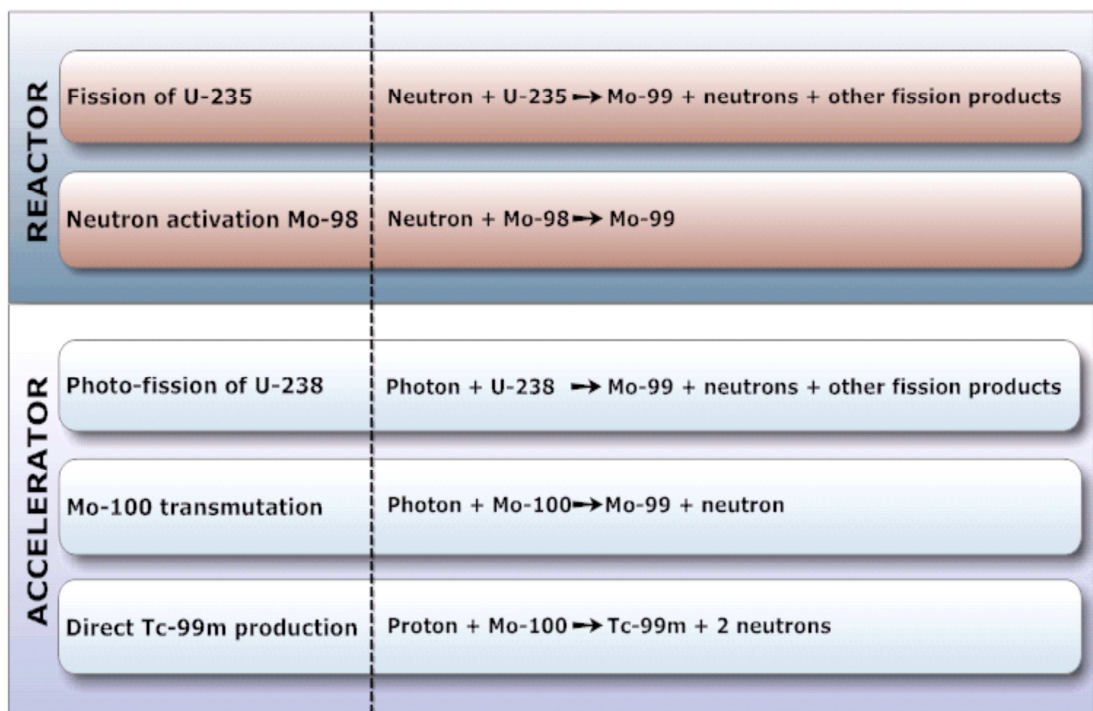 REACTOR
Fission of U-235
Neutron + U-235 → Mo-99 + neutrons + other fission products
Neutron activation Mo-98
Neutron + Mo-98 → Mo-99
ACCELERATOR
Photo-fission of U-238
Photon + U-238 → Mo-99 + neutrons + other fission products
Mo-100 transmutation
Photon + Mo-100 → Mo-99 + neutron
Direct Tc-99m production
Proton + Mo-100 → Tc-99m + 2 neutrons